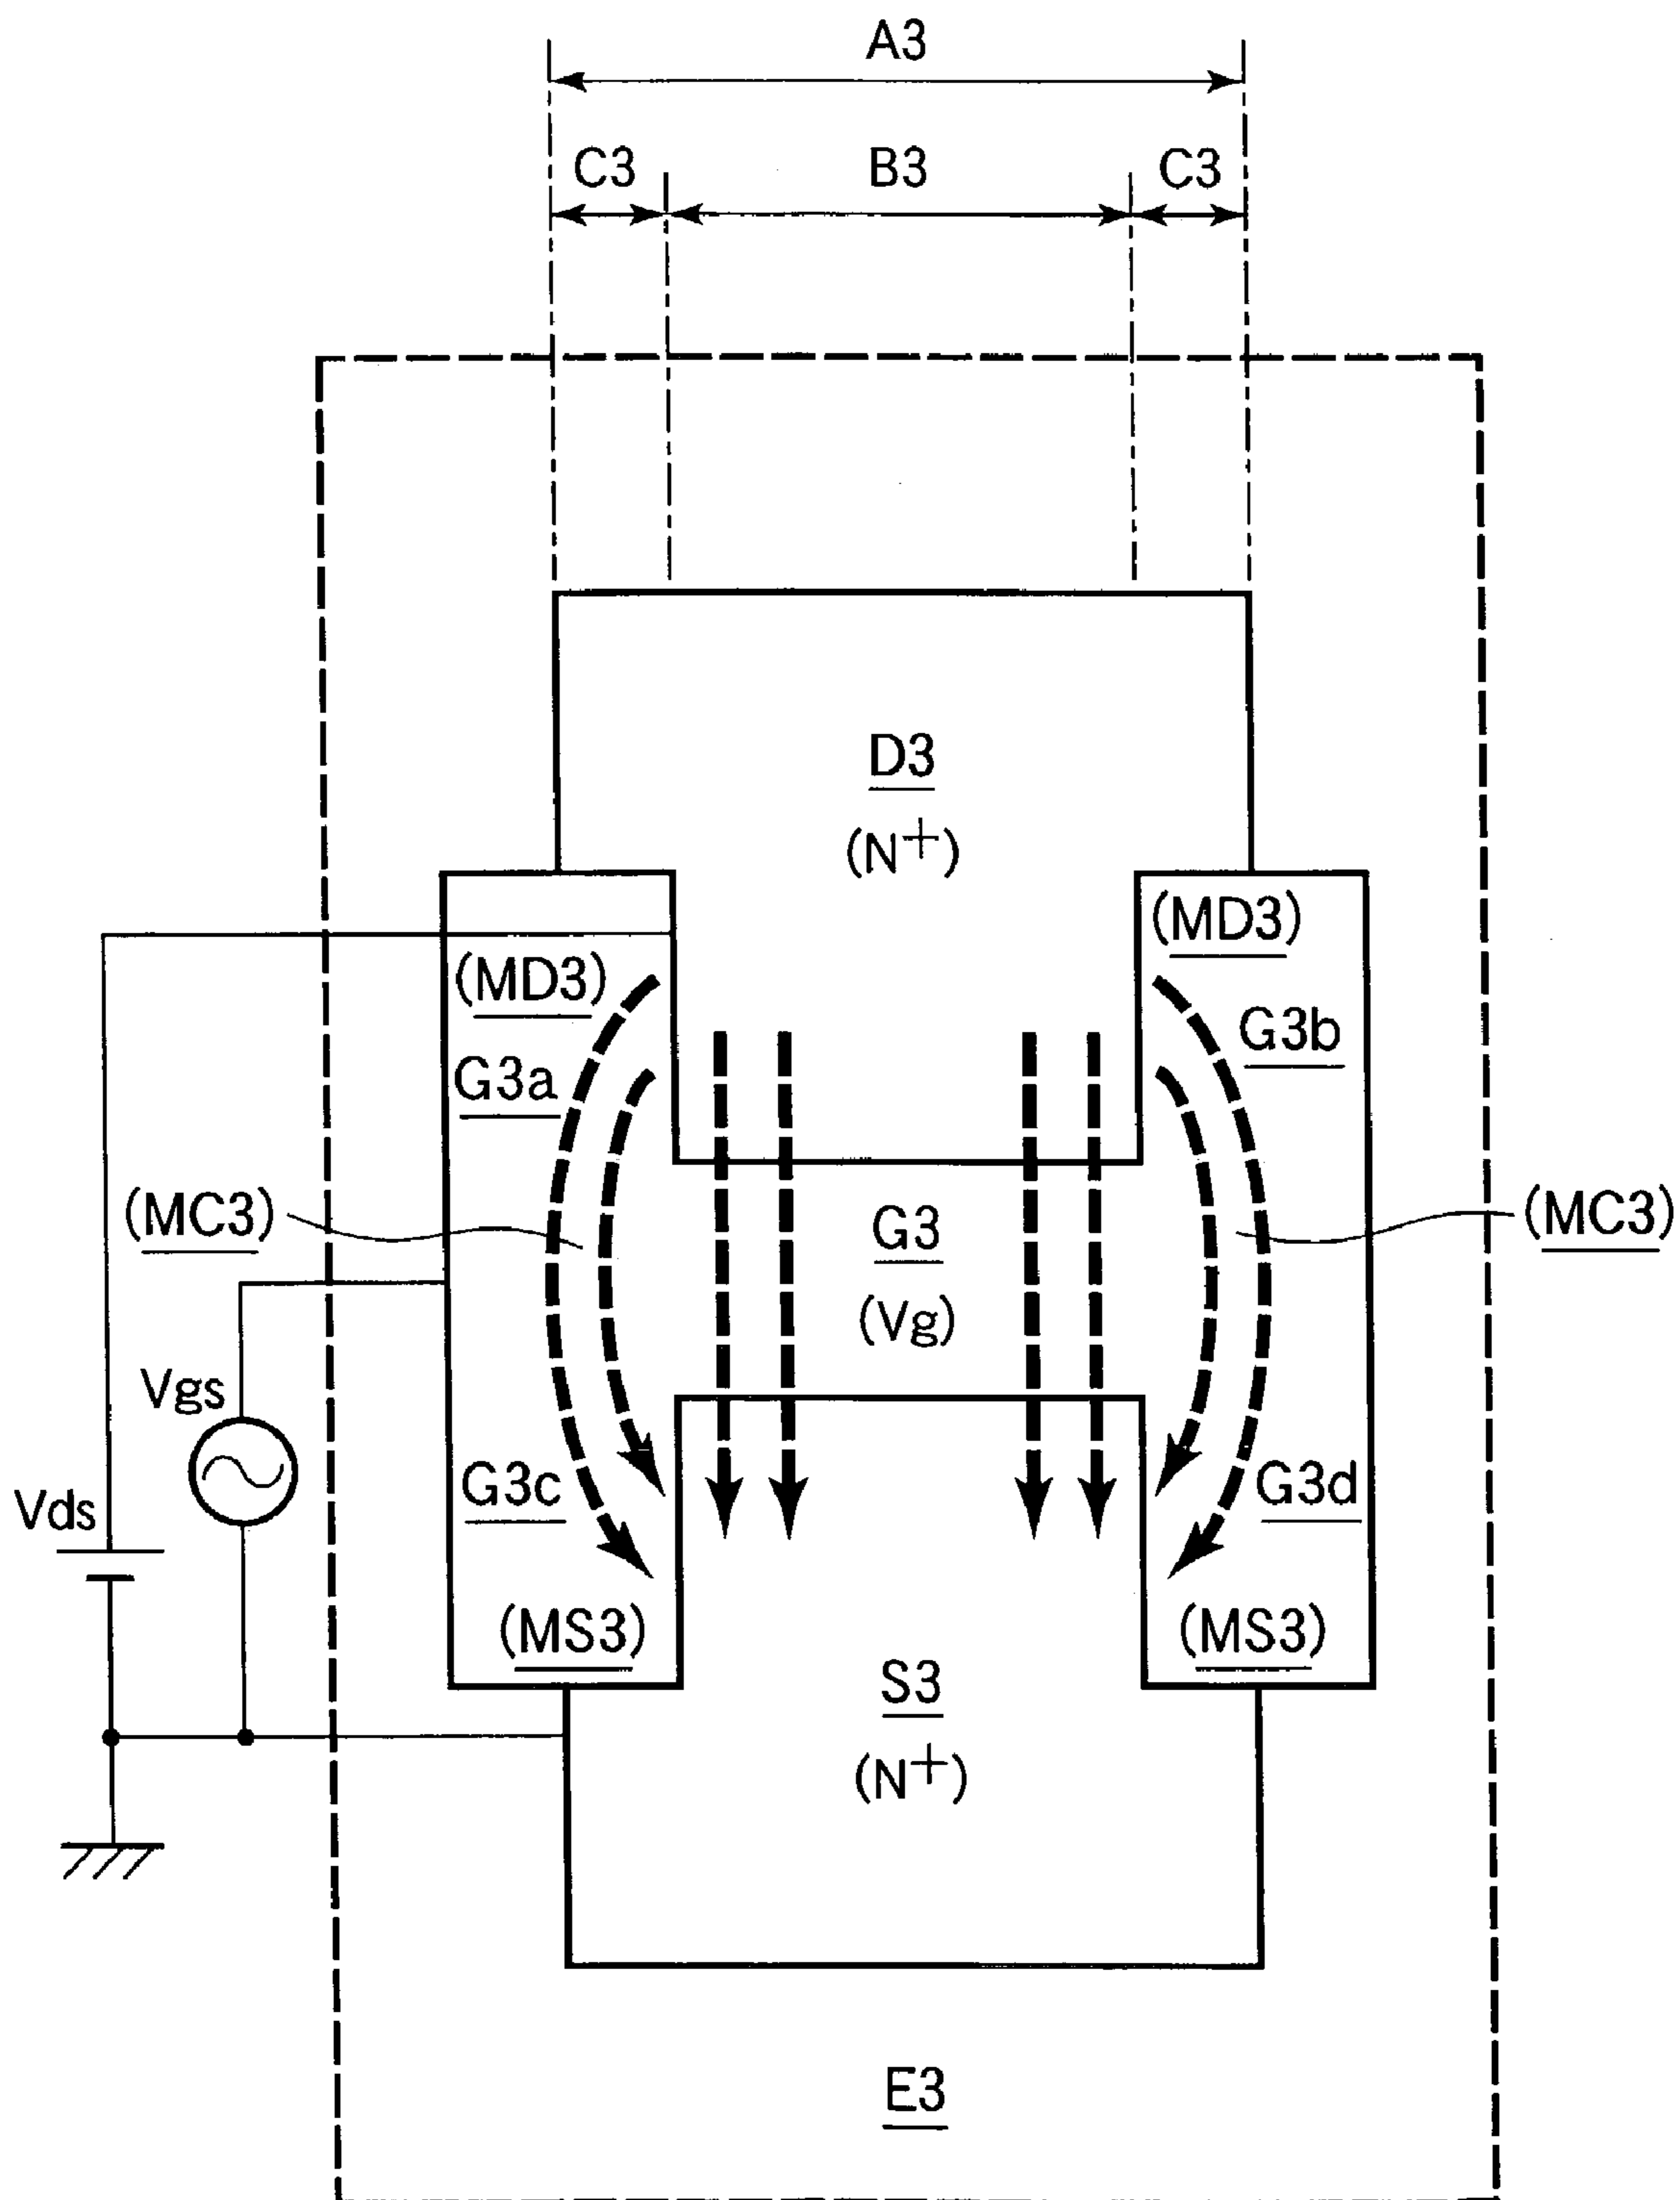 A3
C3 B3 C3
D3
(N+)
(MD3)
(MD3)
G3b
G3a
(MC3)
(MC3)
G3
(Vg)
Vgs
G3c
G3d
Vds
(MS3)
(MS3)
S3
(N+)
E3